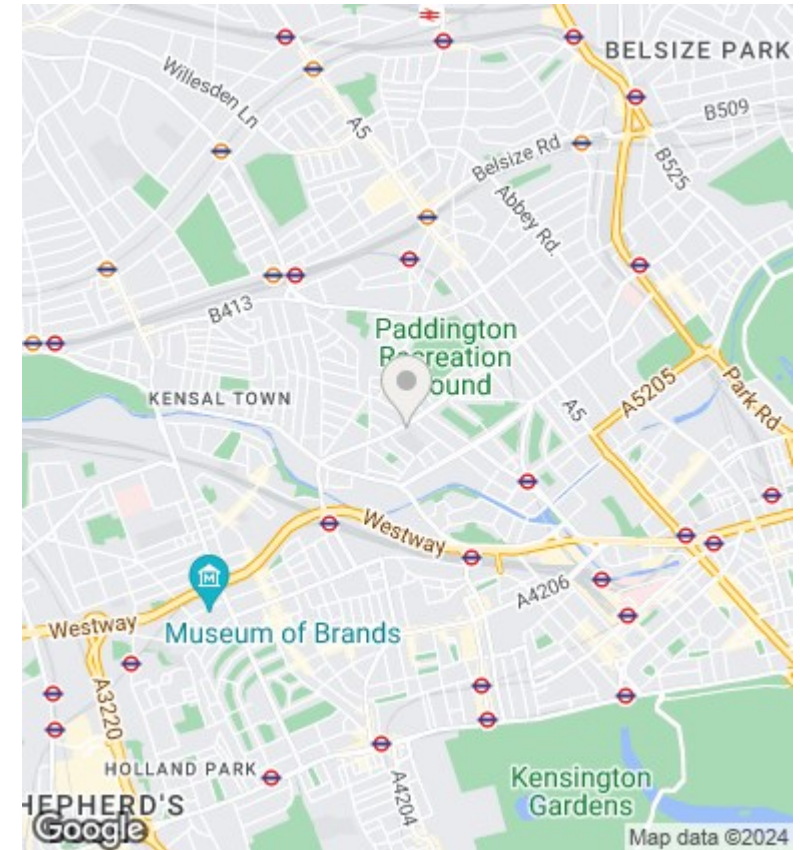 BELSIZE PARK
Willesden Ln
A5
B509
Belsize Rd
B525
Abbey Rd.
B413
Paddington
Recreation
ound
KENSAL TOWN
A5
A5205
Park Rd
Westway
A4206
Westway
Museum of Brands
A3220
HOLLAND PARK
A4204
Kensington
Gardens
HEPHERD'S
Google
Map data ©2024